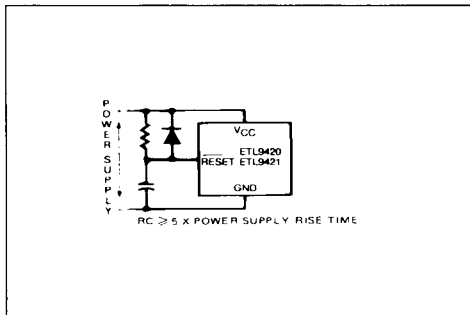 POWER SUPPLY
VCC
ETL9420
RESET ETL9421
GND
RC ≥ 5 X POWER SUPPLY RISE TIME